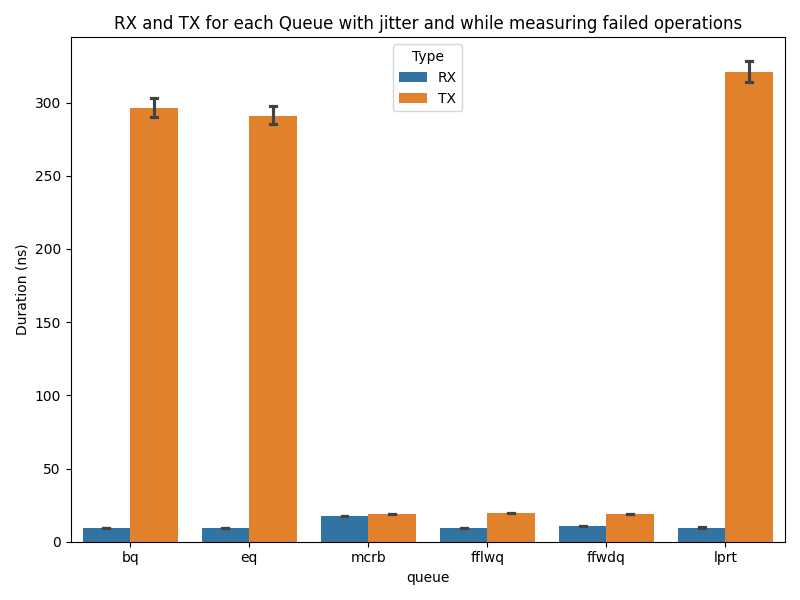 RX and TX for each Queue with jitter and while measuring failed operations
Type
RX
TX
Duration (ns)
300
250
200
150
100
50
0
bq eq mcrb fflwq ffwdq lprt
queue